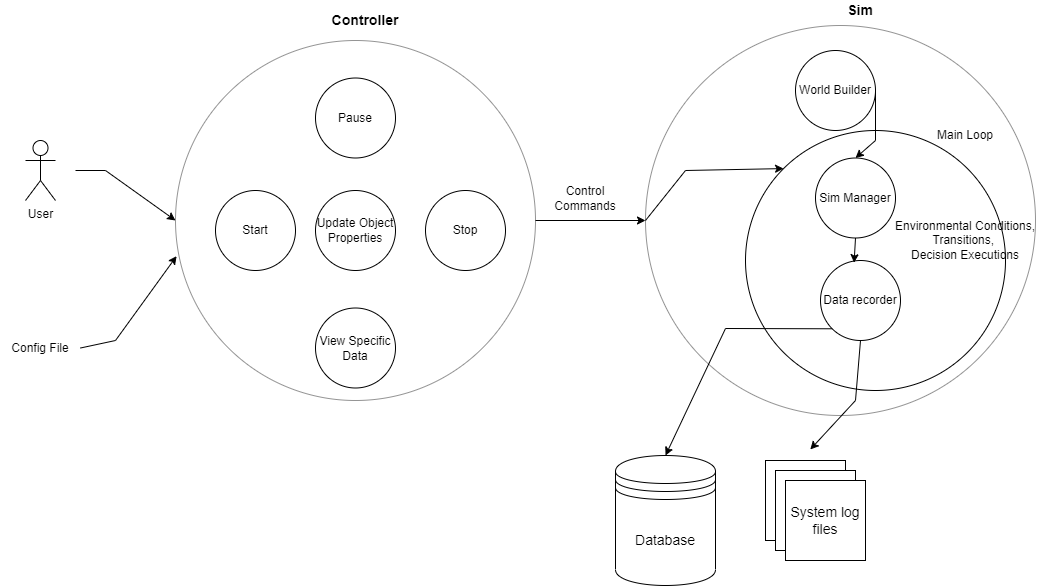 Controller
Sim
Pause
World Builder
Main Loop
User
Start
Update Object
Properties
Stop
Control
Commands
Sim Manager
Environmental Conditions,
Transitions,
Decision Executions
Data recorder
Config File
View Specific
Data
Database
System log
files